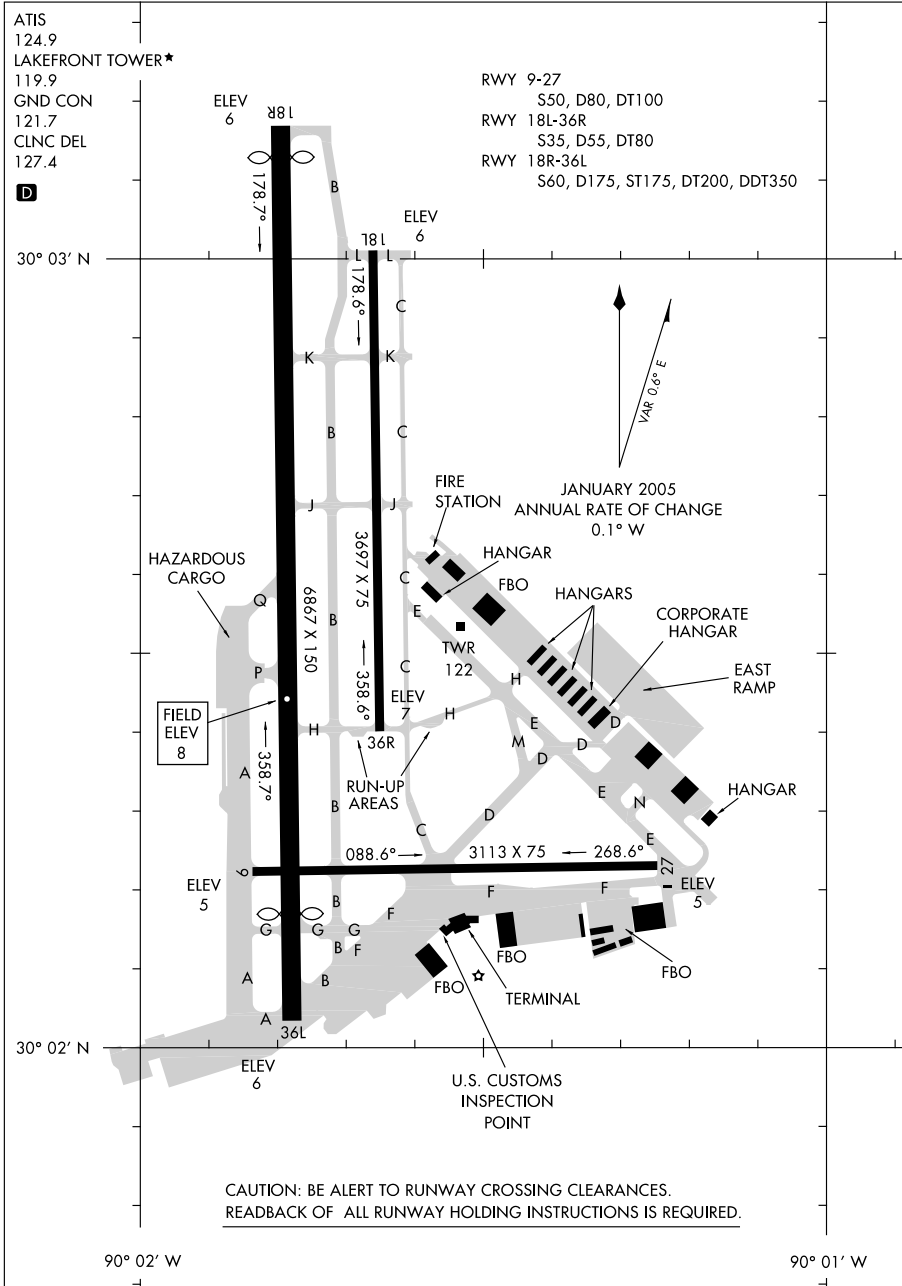 ATIS
124.9
LAKEFRONT TOWER★
119.9
GND CON
121.7
CLNC DEL
127.4
D
RWY 9-27
S50, D80, DT100
RWY 18L-36R
S35, D55, DT80
RWY 18R-36L
S60, D175, ST175, DT200, DDT350
ELEV
6
18R
178.7°
B
ELEV
6
18L
L
L
178.6°
C
30° 03' N
K
K
B
C
VAR 0.6° E
JANUARY 2005
ANNUAL RATE OF CHANGE
0.1° W
J
J
FIRE
STATION
HANGAR
FBO
HAZARDOUS
CARGO
3697 X 75
6867 X 150
C
E
Q
B
HANGARS
CORPORATE
HANGAR
TWR
122
EAST
RAMP
P
C
358.6°
H
ELEV
7
FIELD
ELEV
8
358.7°
H
36R
H
E
D
M
D
D
A
RUN-UP
AREAS
B
C
D
E
N
HANGAR
E
088.6°
3113 X 75
268.6°
9
27
ELEV
5
ELEV
5
B
F
F
F
G
G
G
B
F
A
B
FBO
FBO
FBO
TERMINAL
A
36L
30° 02' N
ELEV
6
U.S. CUSTOMS
INSPECTION
POINT
CAUTION: BE ALERT TO RUNWAY CROSSING CLEARANCES.
READBACK OF ALL RUNWAY HOLDING INSTRUCTIONS IS REQUIRED.
90° 02' W
90° 01' W